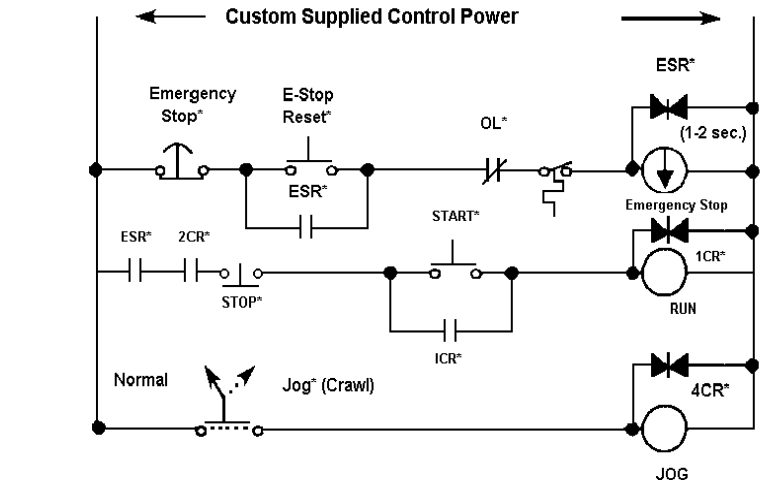 Custom Supplied Control Power
ESR*
Emergency
Stop*
E-Stop
Reset*
OL*
(1-2 sec.)
ESR*
Emergency Stop
START*
ESR*
2CR*
1CR*
STOP*
RUN
ICR*
Normal
Jog* (Crawl)
4CR*
JOG